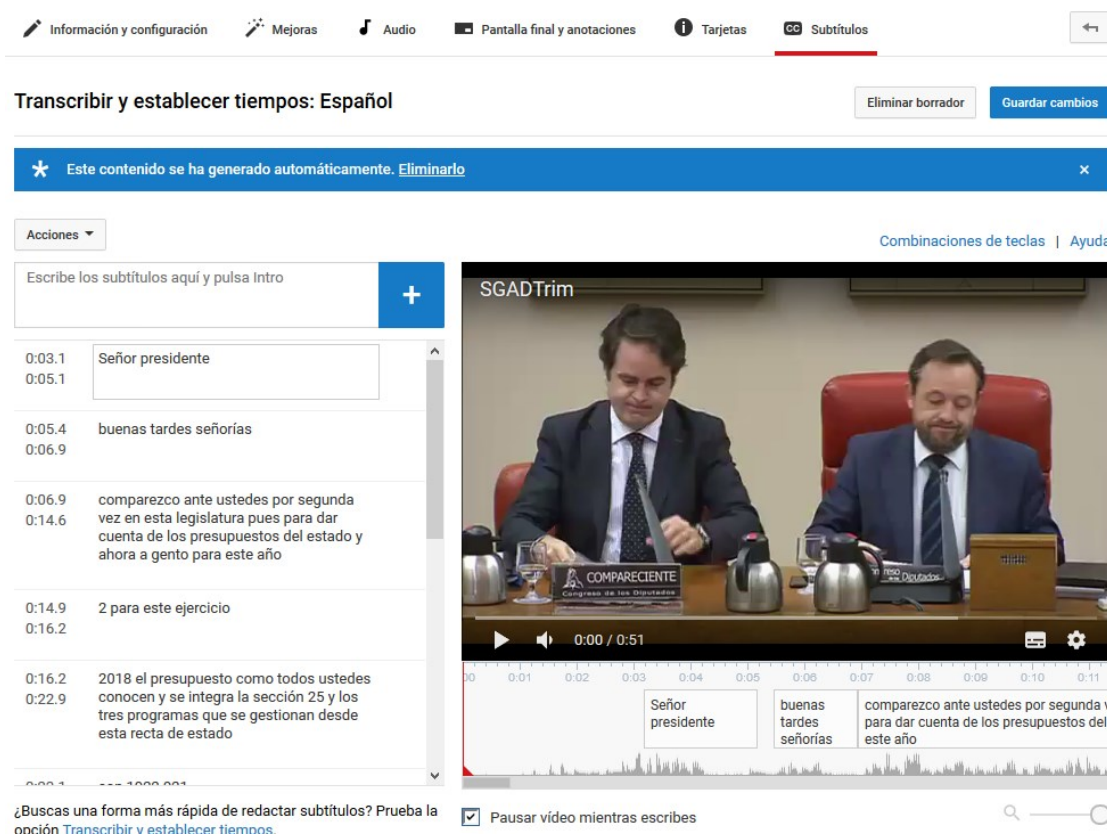 Información y configuración Mejoras Audio Pantalla final y anotaciones Tarjetas CC Subtítulos
Transcribir y establecer tiempos: Español
Eliminar borrador
Guardar cambios
Este contenido se ha generado automáticamente. Eliminarlo
Acciones
Combinaciones de teclas | Ayuda
Escribe los subtítulos aquí y pulsa Intro
+
0:03.1 Señor presidente
0:05.1
0:05.4 buenas tardes señorías
0:06.9
0:06.9 comparezco ante ustedes por segunda
0:14.6 vez en esta legislatura pues para dar
cuenta de los presupuestos del estado y
ahora a gento para este año
0:14.9 2 para este ejercicio
0:16.2
0:16.2 2018 el presupuesto como todos ustedes
0:22.9 conocen y se integra la sección 25 y los
tres programas que se gestionan desde
esta recta de estado
¿Buscas una forma más rápida de redactar subtítulos? Prueba la
opción Transcribir y establecer tiempos.
SGADTrim
COMPARECIENTE
Congreso de los Diputados
Diputados
0:00 / 0:51
0:01 0:02 0:03 0:04 0:05 0:06 0:07 0:08 0:09 0:10 0:11
Señor
presidente
buenas
tardes
señorías
comparezco ante ustedes por segunda
para dar cuenta de los presupuestos del
este año
Pausar vídeo mientras escribes